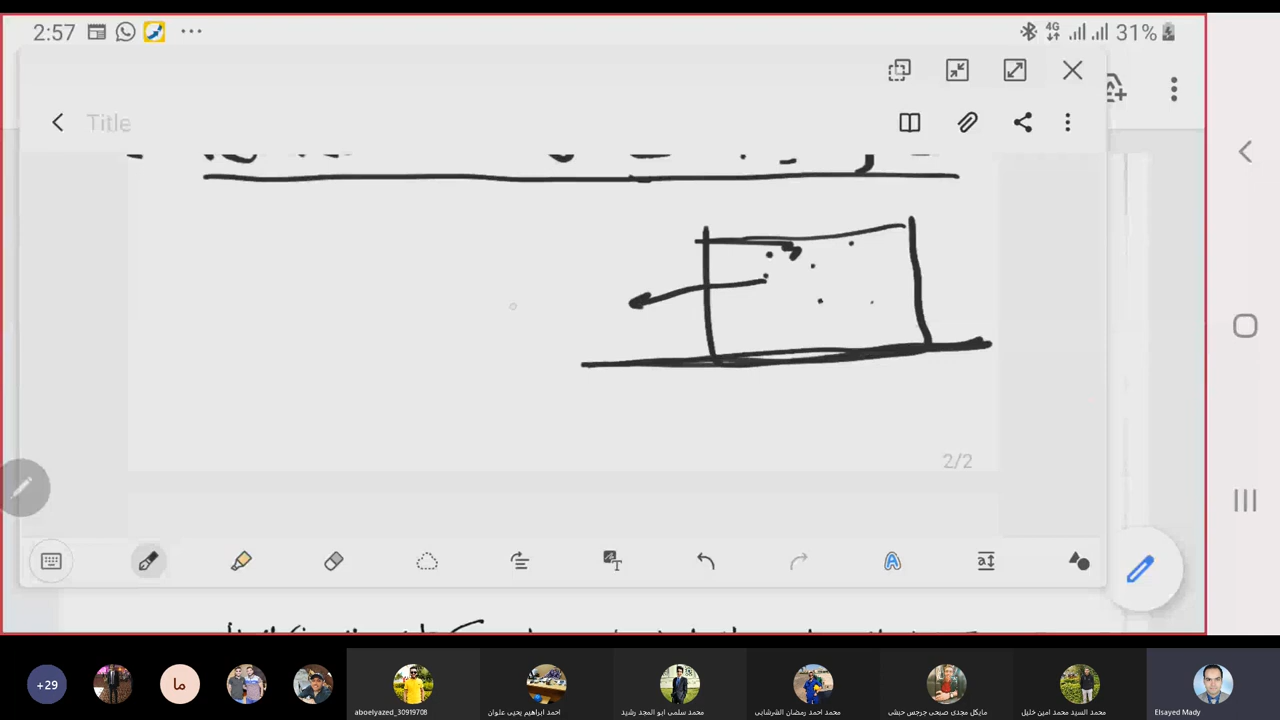 2:57
4G 31%
Title
2/2
+29
ما
aboelyazed_30919708
احمد ابراهيم يحيى علوان
محمد سلمى ابو المجد رشيد
محمد احمد رمضان الشرشابى
مايكل مجدى صبحى جرجس حبشى
محمد السيد محمد امين خليل
Elsayed Mady